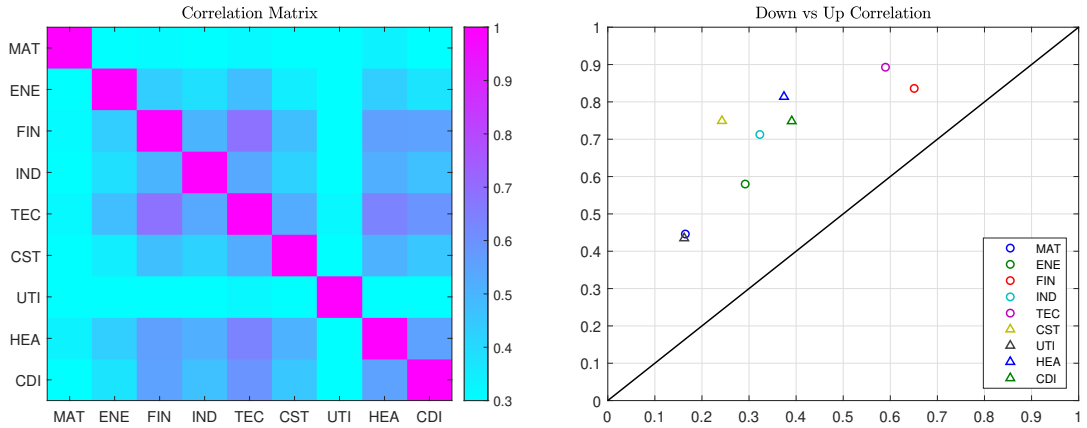 Correlation Matrix
MAT
ENE
FIN
IND
TEC
CST
UTI
HEA
CDI
MAT ENE FIN IND TEC CST UTI HEA CDI
1
0.9
0.8
0.7
0.6
0.5
0.4
0.3
Down vs Up Correlation
1
0.9
0.8
0.7
0.6
0.5
0.4
0.3
0.2
0.1
0
0 0.1 0.2 0.3 0.4 0.5 0.6 0.7 0.8 0.9 1
MAT
ENE
FIN
IND
TEC
CST
UTI
HEA
CDI